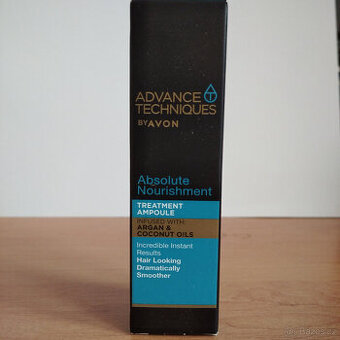 ADVANCE
TECHNIQUES
BY AVON
Absolute
Nourishment
TREATMENT
AMPOULE
INFUSED WITH
ARGAN &
COCONUT OILS
Incredible Instant
Results
Hair Looking
Dramatically
Smoother